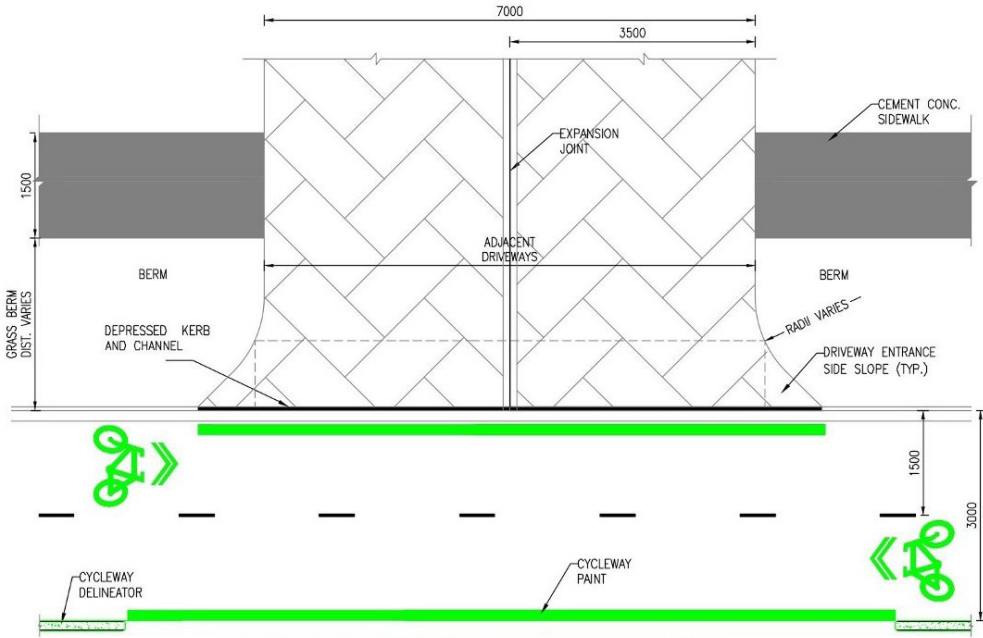 7000
3500
CEMENT CONC.
SIDEWALK
EXPANSION
JOINT
1500
ADJACENT
DRIVEWAYS
BERM
BERM
GRASS BERM
DIST. VARIES
RADII VARIES
DEPRESSED KERB
AND CHANNEL
DRIVEWAY ENTRANCE
SIDE SLOPE (TYP.)
1500
3000
CYCLEWAY
DELINEATOR
CYCLEWAY
PAINT